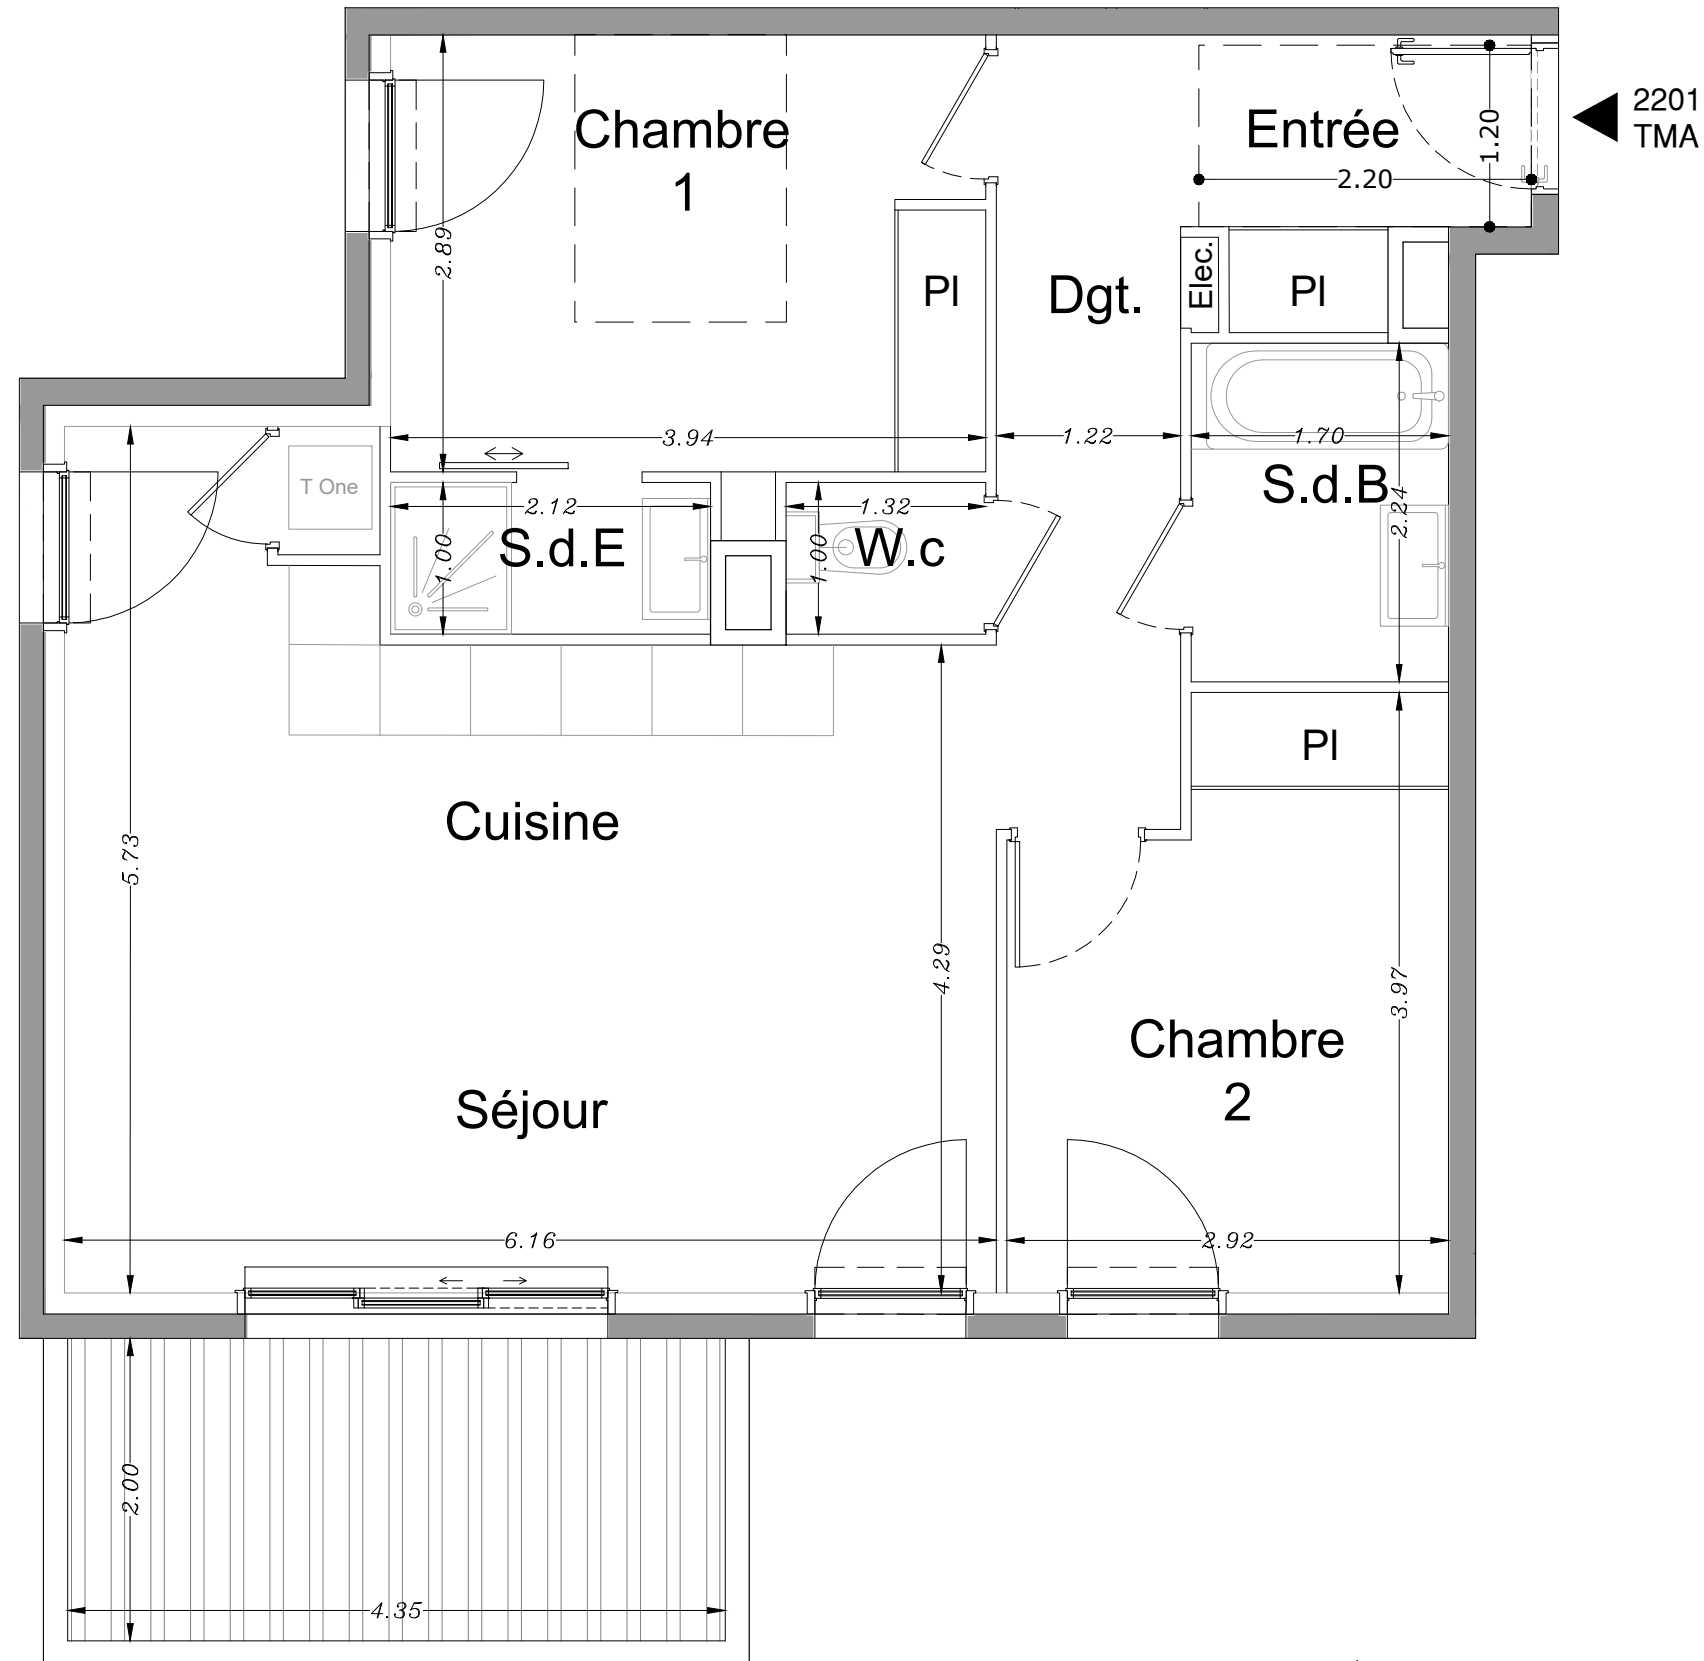 2201
TMA
Chambre
1
Entrée
1.20
2.20
2.89
Pl
Dgt.
Elec.
Pl
3.94
1.22
1.70
T One
2.12
1.00
S.d.E
1.32
1.00
W.c
S.d.B
2.24
Pl
Cuisine
5.73
4.29
3.97
Chambre
2
Séjour
6.16
2.92
2.00
4.35